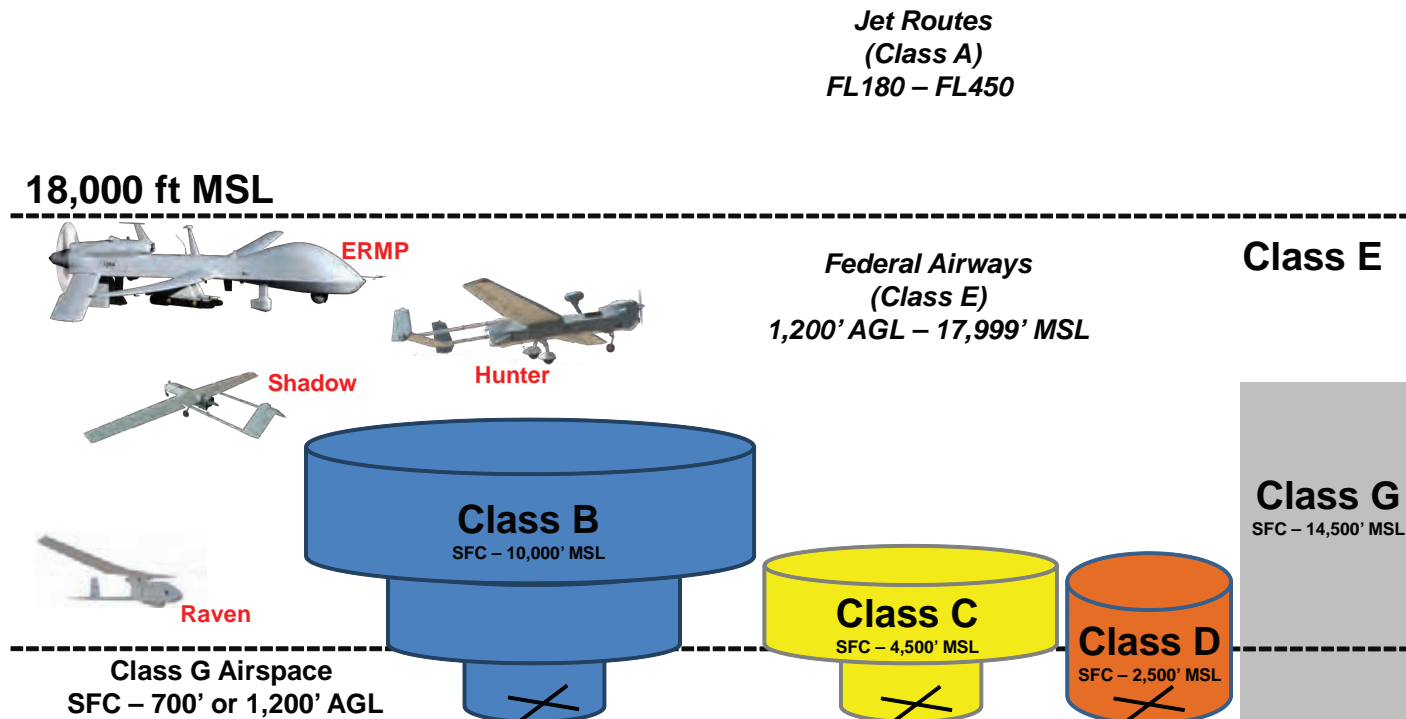 Jet Routes
(Class A)
FL180 – FL450
18,000 ft MSL
ERMP
Federal Airways
(Class E)
1,200’ AGL – 17,999’ MSL
Class E
Hunter
Shadow
Class B
SFC – 10,000’ MSL
Class G
SFC – 14,500’ MSL
Raven
Class C
SFC – 4,500’ MSL
Class D
SFC – 2,500’ MSL
Class G Airspace
SFC – 700’ or 1,200’ AGL